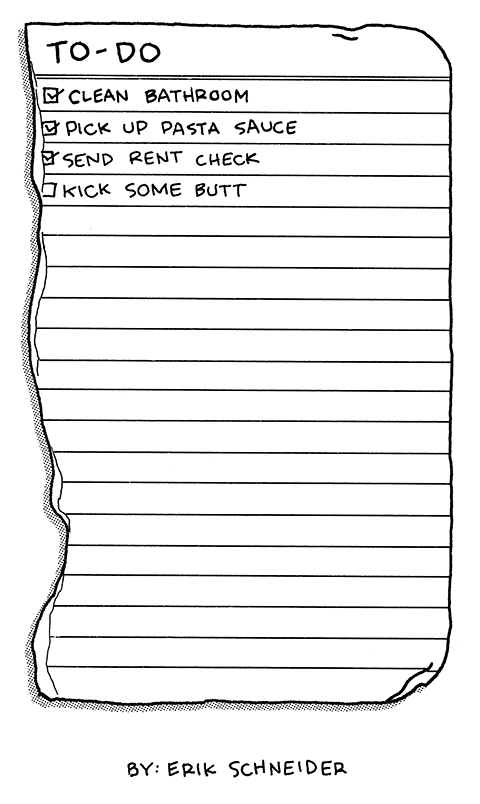 TO-DO
CLEAN BATHROOM
PICK UP PASTA SAUCE
SEND RENT CHECK
KICK SOME BUTT
BY: ERIK SCHNEIDER